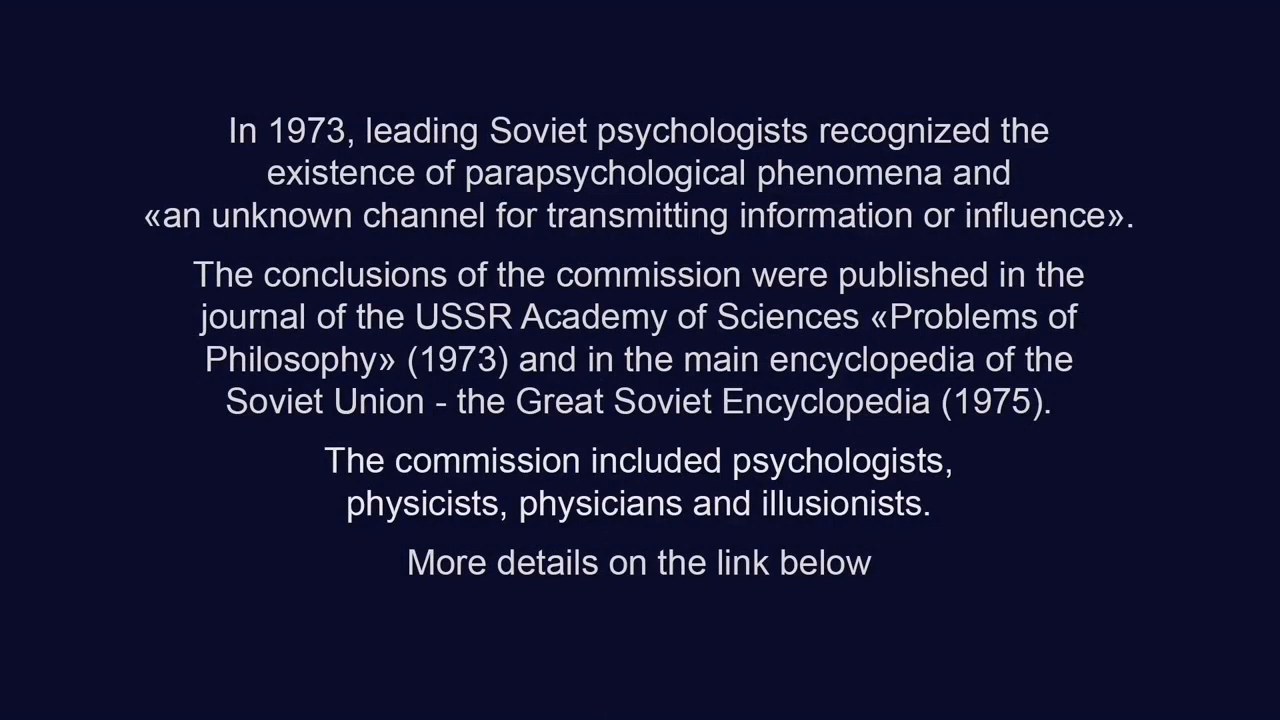 In 1973, leading Soviet psychologists recognized the
existence of parapsychological phenomena and
«an unknown channel for transmitting information or influence».
The conclusions of the commission were published in the
journal of the USSR Academy of Sciences «Problems of
Philosophy» (1973) and in the main encyclopedia of the
Soviet Union - the Great Soviet Encyclopedia (1975).
The commission included psychologists,
physicists, physicians and illusionists.
More details on the link below